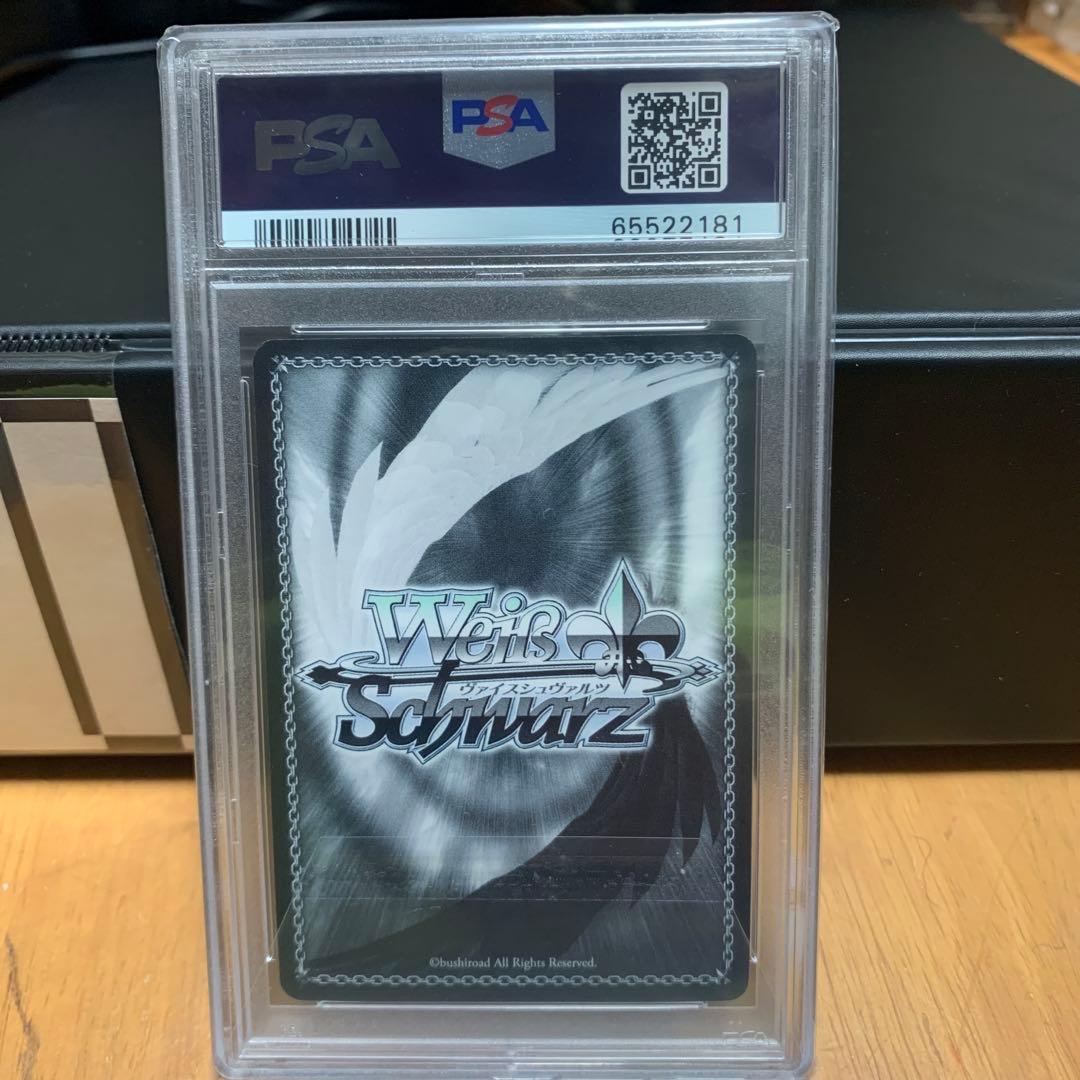 PSA
PSA
65522181
Weiß
ヴァイスシュヴァルツ
Schwarz
©bushiroad All Rights Reserved.
PSA